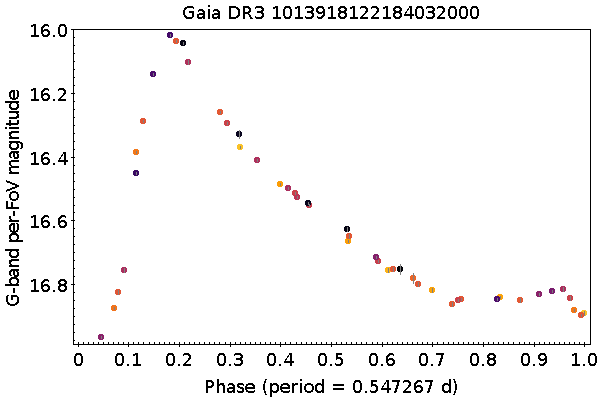 Gaia DR3 1013918122184032000
G-band per-FoV magnitude
16.0
16.2
16.4
16.6
16.8
0 0.1 0.2 0.3 0.4 0.5 0.6 0.7 0.8 0.9 1.0
Phase (period = 0.547267 d)